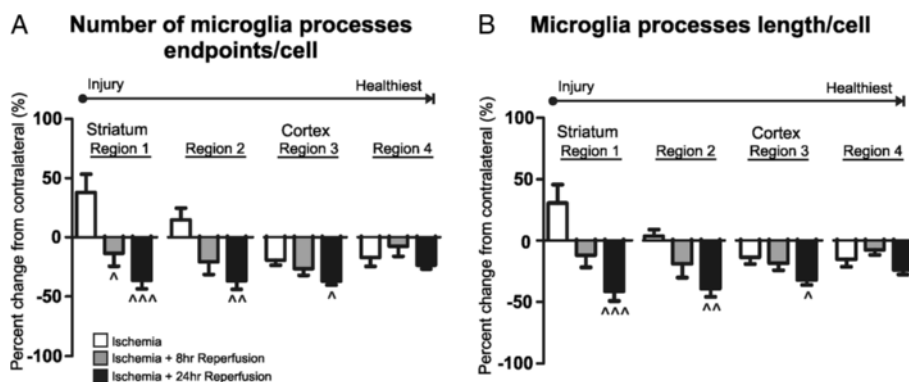 A
Number of microglia processes
endpoints/cell
Injury
Healthiest
Percent change from contralateral (%)
100
50
0
-50
-100
Striatum
Cortex
Region 1
Region 2
Region 3
Region 4
^
^^^
^^
^
Ischemia
Ischemia + 8hr Reperfusion
Ischemia + 24hr Reperfusion
B
Microglia processes length/cell
Injury
Healthiest
Percent change from contralateral (%)
100
50
0
-50
-100
Striatum
Cortex
Region 1
Region 2
Region 3
Region 4
^^^
^^
^